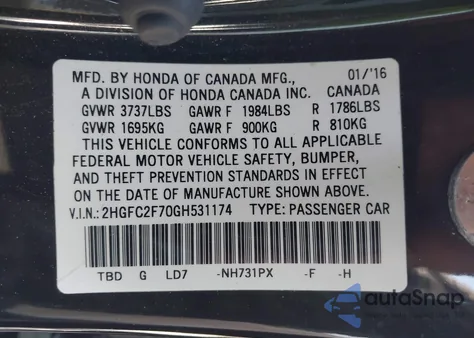 MFD. BY HONDA OF CANADA MFG., 01/'16
A DIVISION OF HONDA CANADA INC. CANADA
GVWR 3737LBS GAWR F 1984LBS R 1786LBS
GVWR 1695KG GAWR F 900KG R 810KG
THIS VEHICLE CONFORMS TO ALL APPLICABLE
FEDERAL MOTOR VEHICLE SAFETY, BUMPER,
AND THEFT PREVENTION STANDARDS IN EFFECT
ON THE DATE OF MANUFACTURE SHOWN ABOVE.
V.I.N.: 2HGFC2F70GH531174 TYPE: PASSENGER CAR
TBD G LD7 -NH731PX -F -H
autoSnap